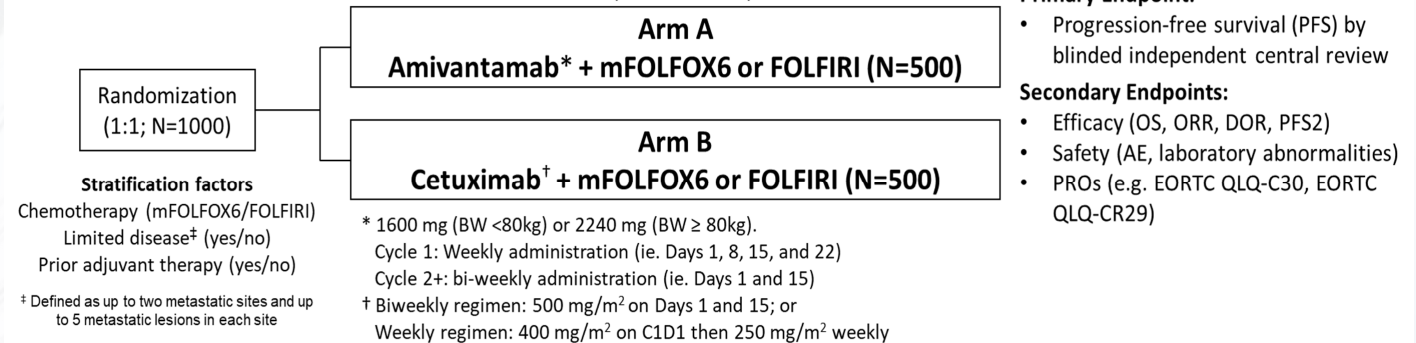 Randomization
(1:1; N=1000)
Stratification factors
Chemotherapy (mFOLFOX6/FOLFIRI)
Limited disease‡ (yes/no)
Prior adjuvant therapy (yes/no)
‡ Defined as up to two metastatic sites and up
to 5 metastatic lesions in each site
Arm A
Amivantamab* + mFOLFOX6 or FOLFIRI (N=500)
Arm B
Cetuximab† + mFOLFOX6 or FOLFIRI (N=500)
* 1600 mg (BW <80kg) or 2240 mg (BW ≥ 80kg).
Cycle 1: Weekly administration (ie. Days 1, 8, 15, and 22)
Cycle 2+: bi-weekly administration (ie. Days 1 and 15)
† Biweekly regimen: 500 mg/m² on Days 1 and 15; or
Weekly regimen: 400 mg/m² on C1D1 then 250 mg/m² weekly
Primary Endpoint:
• Progression-free survival (PFS) by
blinded independent central review
Secondary Endpoints:
• Efficacy (OS, ORR, DOR, PFS2)
• Safety (AE, laboratory abnormalities)
• PROs (e.g. EORTC QLQ-C30, EORTC
QLQ-CR29)